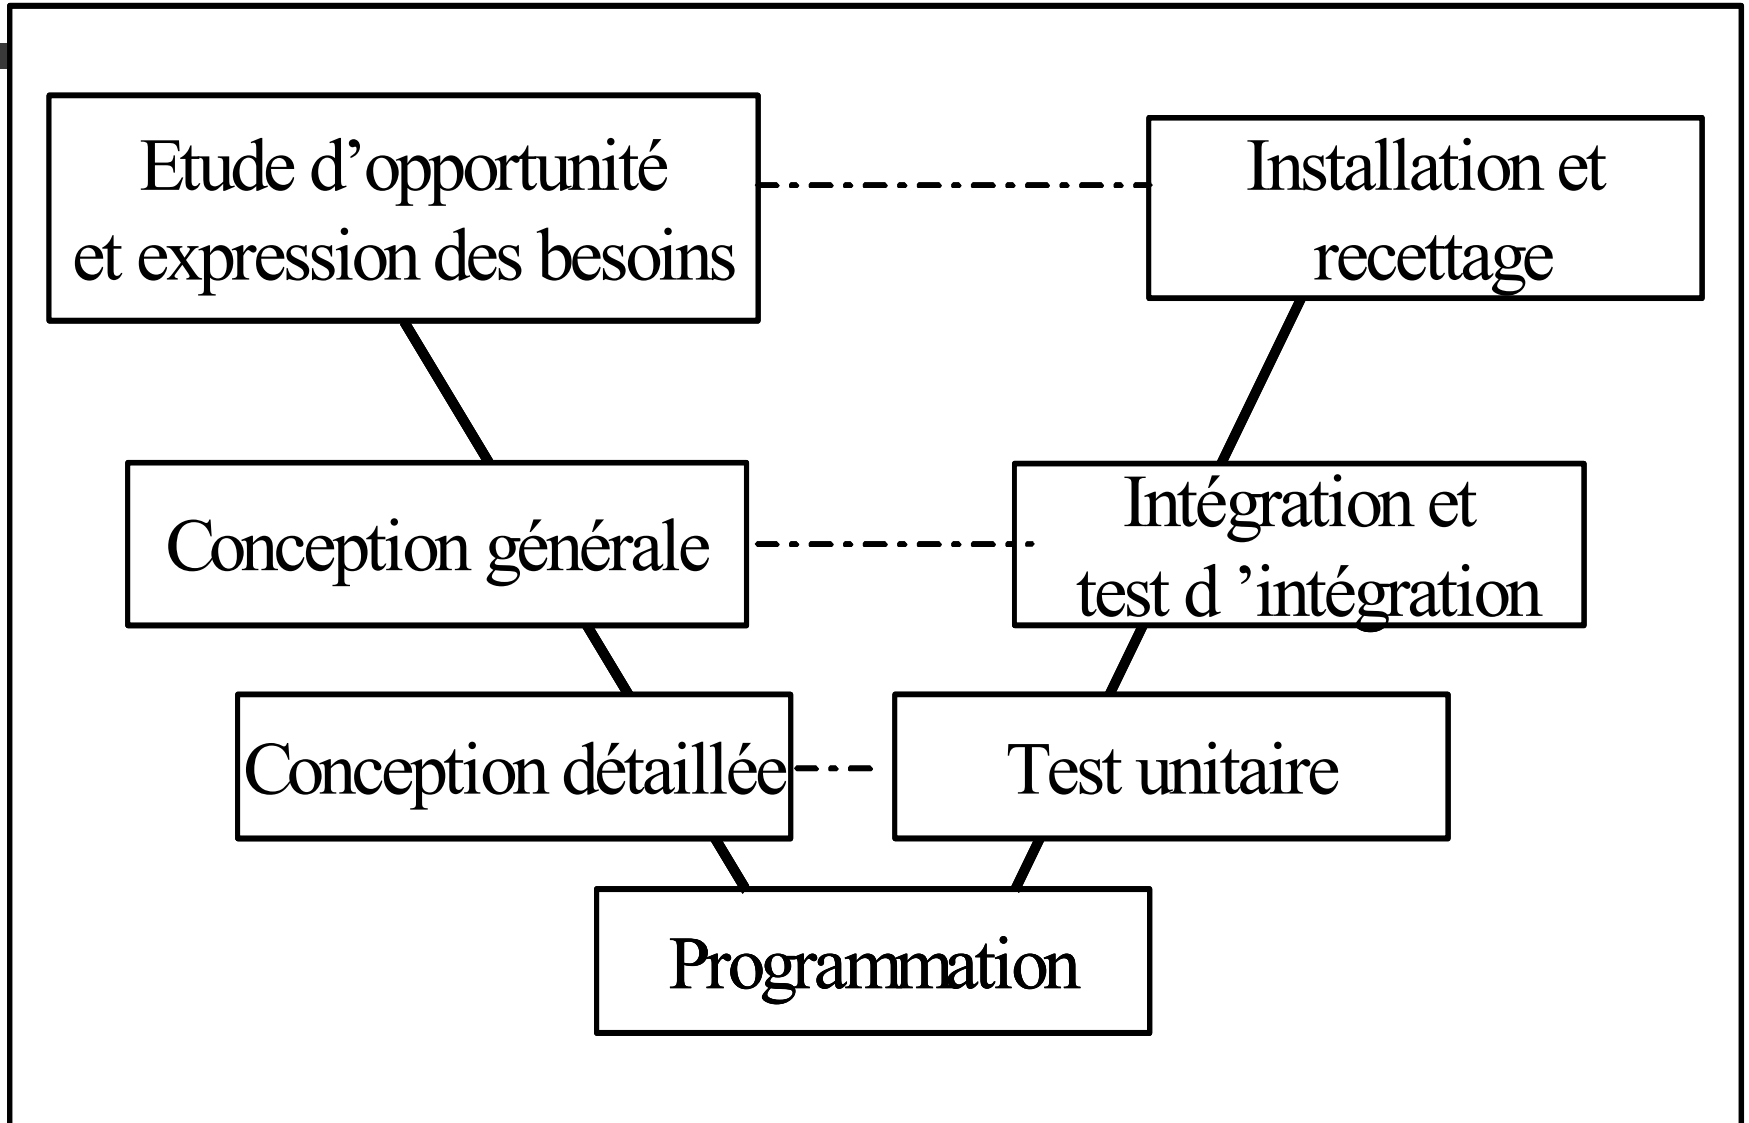 Etude d’opportunité
et expression des besoins
Installation et
recettage
Conception générale
Intégration et
test d ’intégration
Conception détaillée
Test unitaire
Programmation